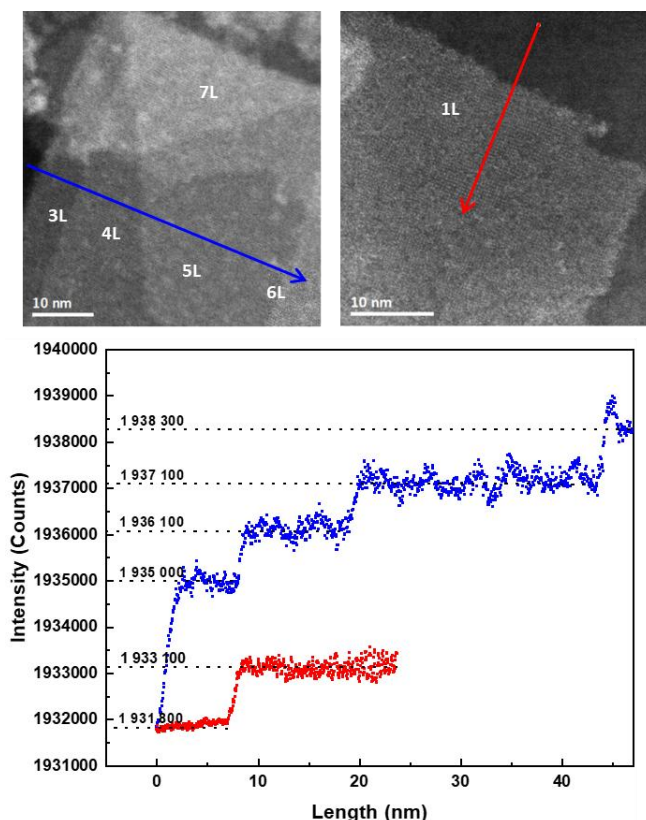 7L
3L
4L
5L
6L
10 nm
1L
10 nm
1940000
1939000
1938000
1937000
1936000
1935000
1934000
1933000
1932000
1931000
1 938 300
1 937 100
1 936 100
1 935 000
1 933 100
1 931 800
Intensity (Counts)
0
10
20
30
40
Length (nm)